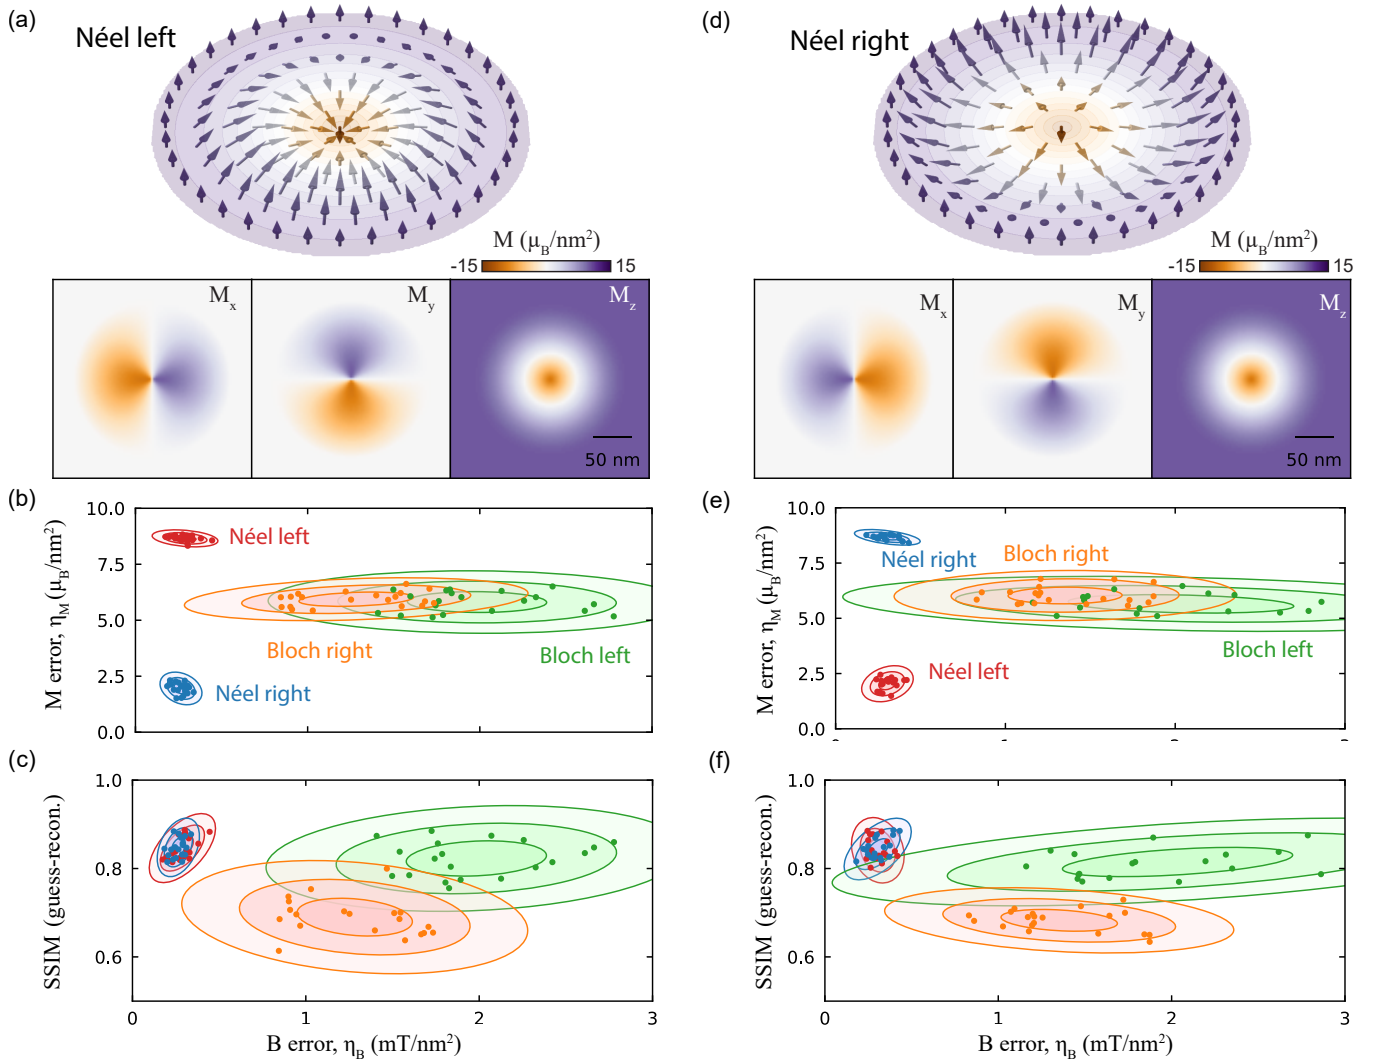 (a)
Néel left
M (μB/nm²)
-15
15
Mx
My
Mz
50 nm
(b)
M error, ηM (μB/nm²)
10.0
7.5
5.0
2.5
0.0
Néel left
Bloch right
Bloch left
Néel right
1
2
3
(c)
SSIM (guess-recon.)
1.0
0.8
0.6
0
1
2
3
B error, ηB (mT/nm²)
(d)
Néel right
M (μB/nm²)
-15
15
Mx
My
Mz
50 nm
(e)
M error, ηM (μB/nm²)
10.0
7.5
5.0
2.5
0.0
Néel right
Bloch right
Bloch left
Néel left
(f)
SSIM (guess-recon.)
1.0
0.8
0.6
0
1
2
3
B error, ηB (mT/nm²)